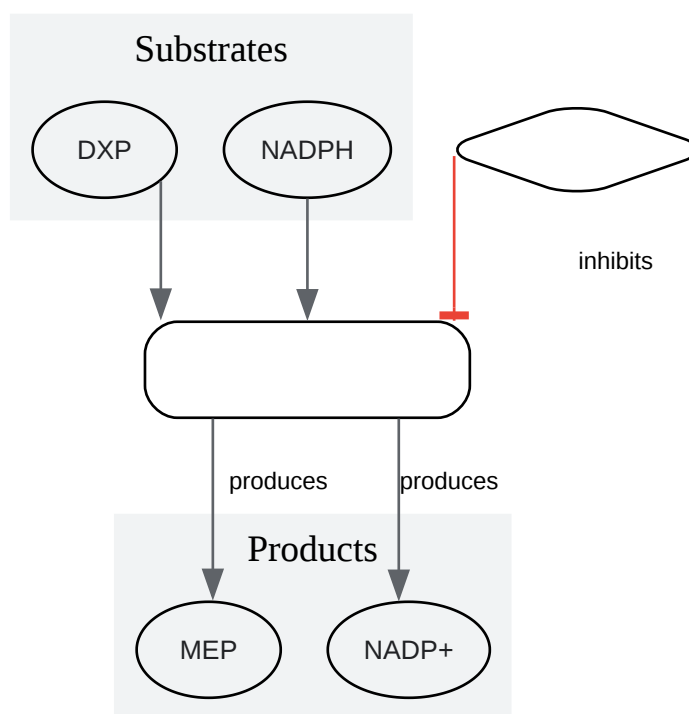 Substrates
DXP
NADPH
inhibits
produces
produces
Products
MEP
NADP+